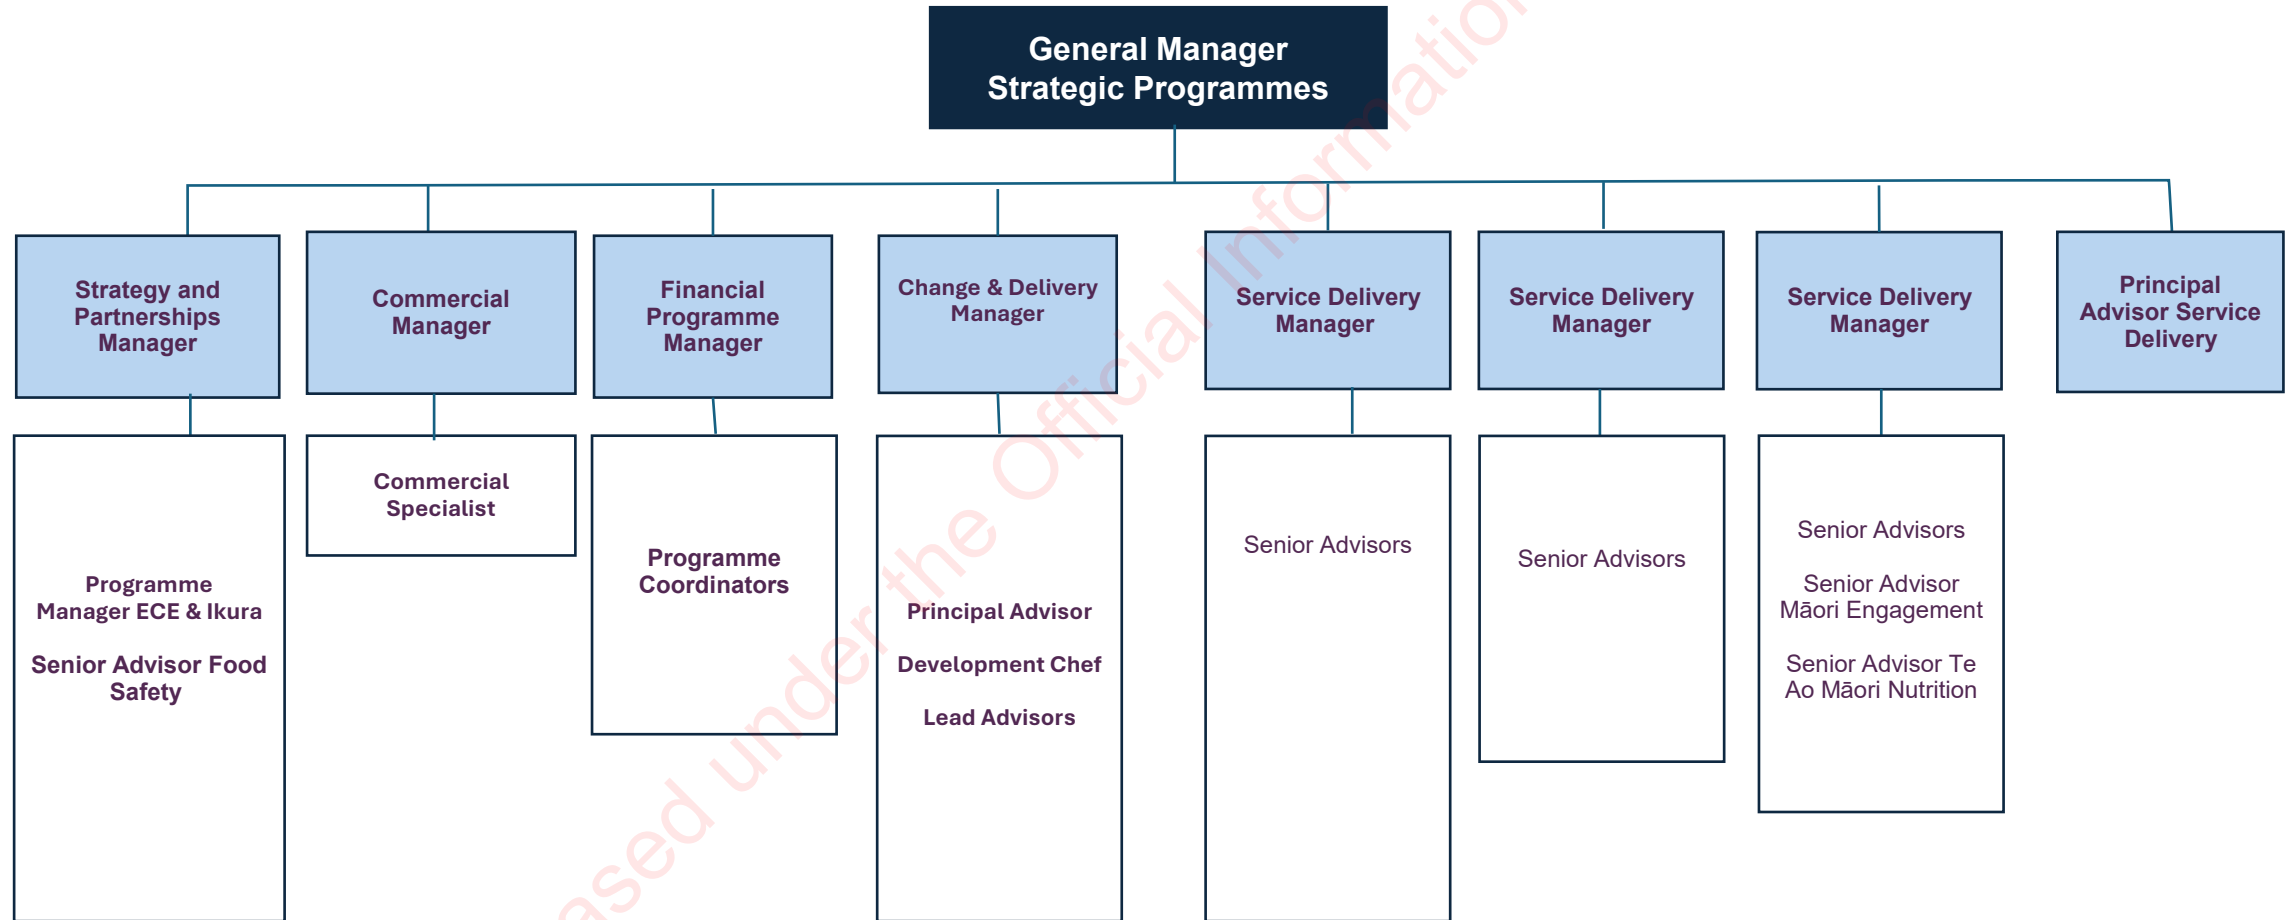 General Manager
Strategic Programmes
Strategy and
Partnerships
Manager
Commercial
Manager
Financial
Programme
Manager
Change & Delivery
Manager
Service Delivery
Manager
Service Delivery
Manager
Service Delivery
Manager
Principal
Advisor Service
Delivery
Programme
Manager ECE & Ikura
Senior Advisor Food
Safety
Commercial
Specialist
Programme
Coordinators
Principal Advisor
Development Chef
Lead Advisors
Senior Advisors
Senior Advisors
Senior Advisors
Senior Advisor
Māori Engagement
Senior Advisor Te
Ao Māori Nutrition
ased under the Official Information